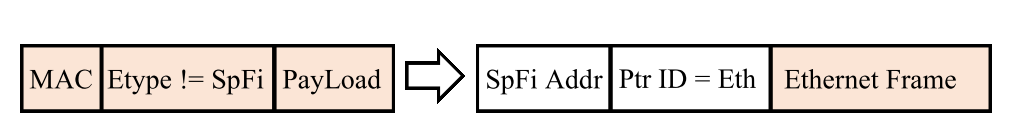 MAC Etype != SpFi PayLoad SpFi Addr Ptr ID = Eth Ethernet Frame